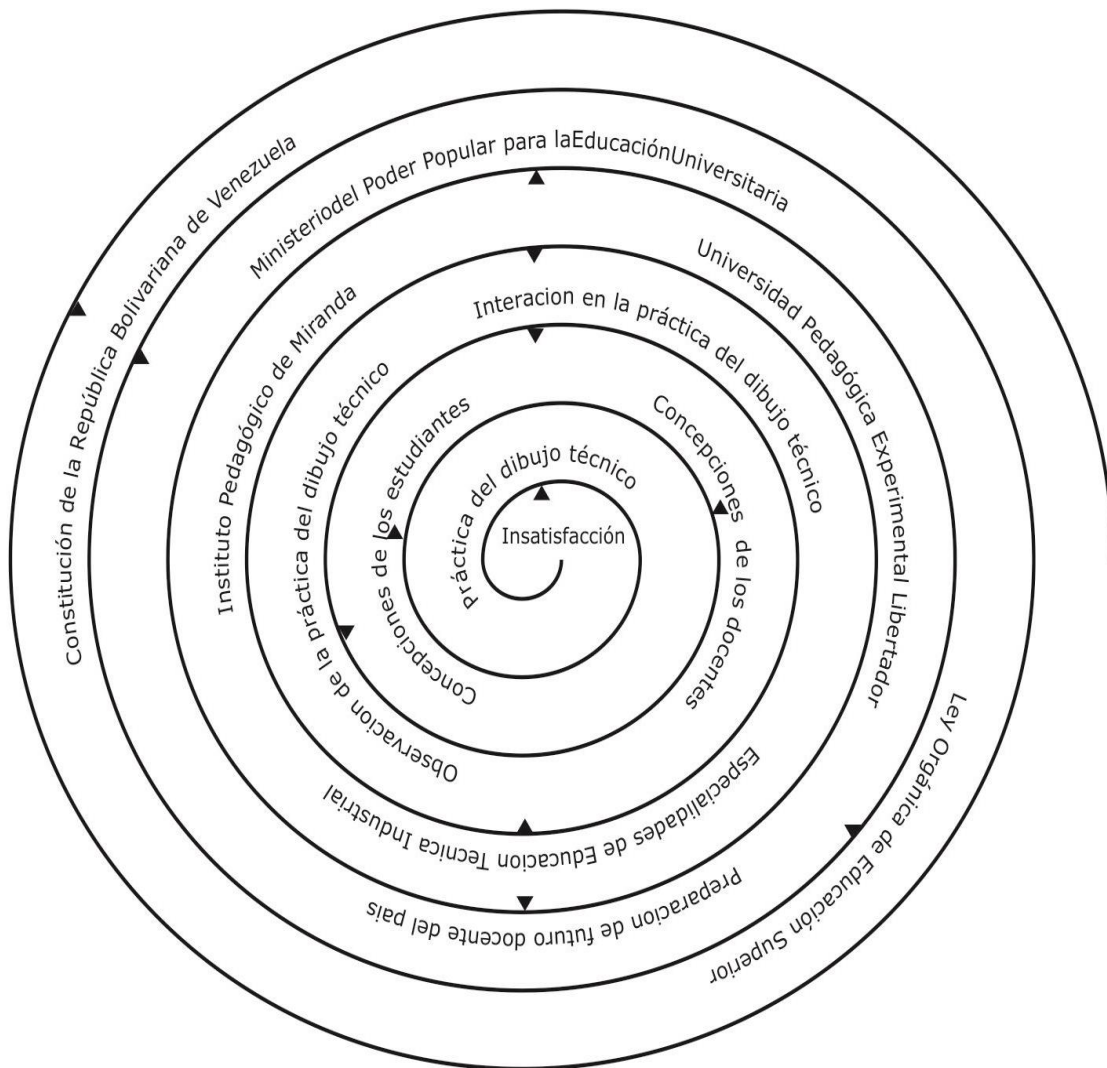 Insatisfacción
Práctica del dibujo técnico
Concepciones de los docentes
Concepciones de los estudiantes
Interacion en la práctica del dibujo técnico
Observacion de la práctica del dibujo técnico
Especialidades de Educacion Tecnica Industrial
Instituto Pedagógico de Miranda
Universidad Pedagógica Experimental Libertador
Preparacion de futuro docente del pais
Ministeriodel Poder Popular para laEducaciónUniversitaria
Ley Orgánica de Educación Superior
Constitución de la República Bolivariana de Venezuela